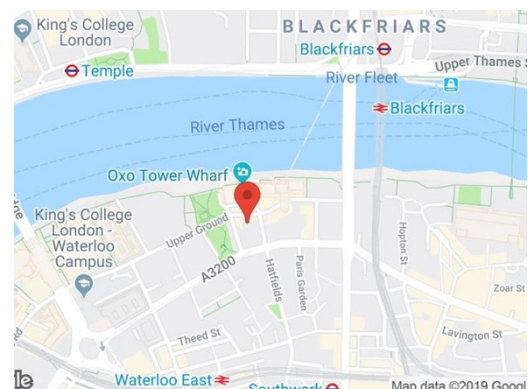 King's College
London
BLACKFRIARS
Blackfriars
Temple
Upper Thames S
River Fleet
Blackfriars
River Thames
Oxo Tower Wharf
King's College
London -
Waterloo
Campus
Upper Ground
A3200
Hatfields
Paris Garden
Hopton St
Zoar St
Theed St
Lavington St
Rd
le
Waterloo East
Southwark
Map data ©2019 Googl